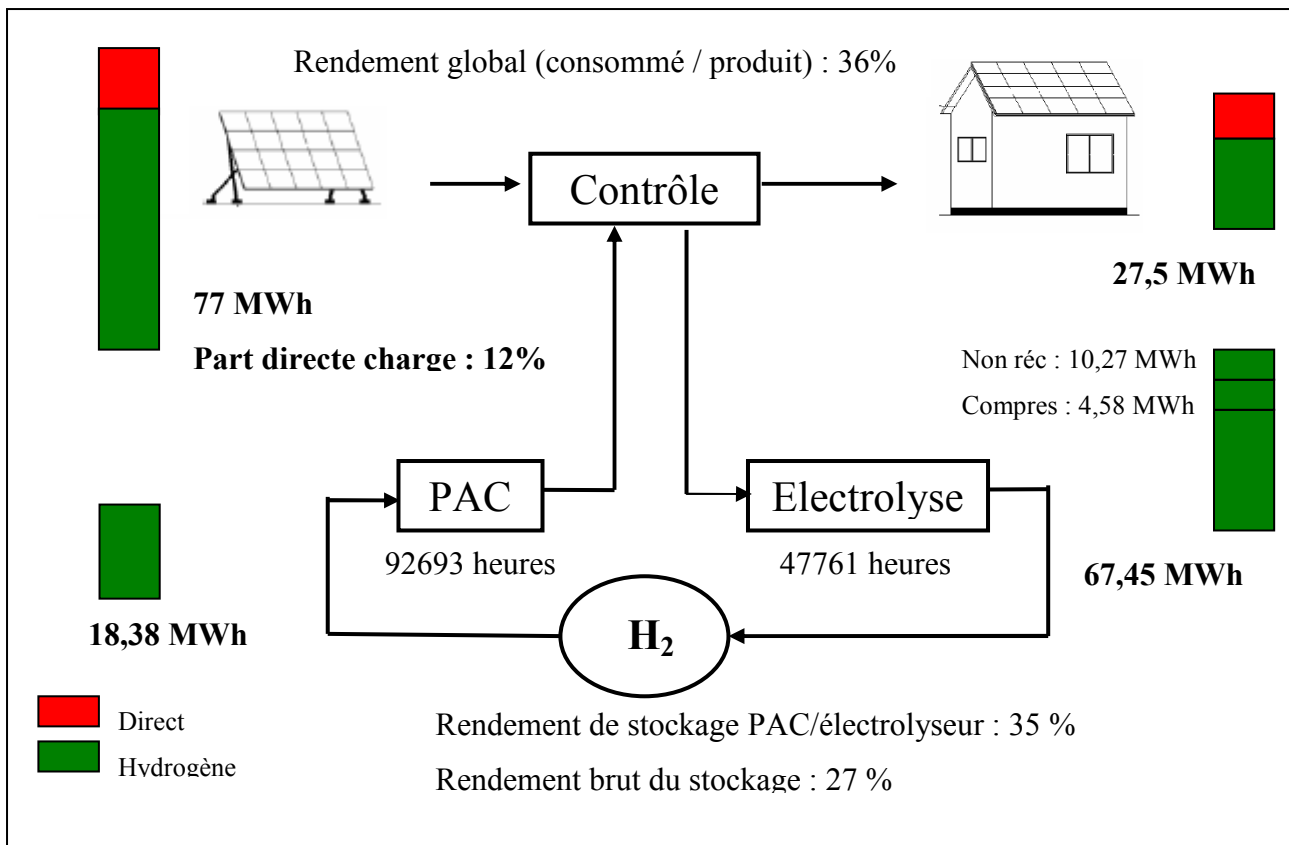 Rendement global (consommé / produit) : 36%
Contrôle
77 MWh
Part directe charge : 12%
27,5 MWh
Non réc : 10,27 MWh
Compres : 4,58 MWh
PAC
Electrolyse
92693 heures
47761 heures
67,45 MWh
18,38 MWh
H₂
Direct
Hydrogène
Rendement de stockage PAC/électrolyseur : 35 %
Rendement brut du stockage : 27 %